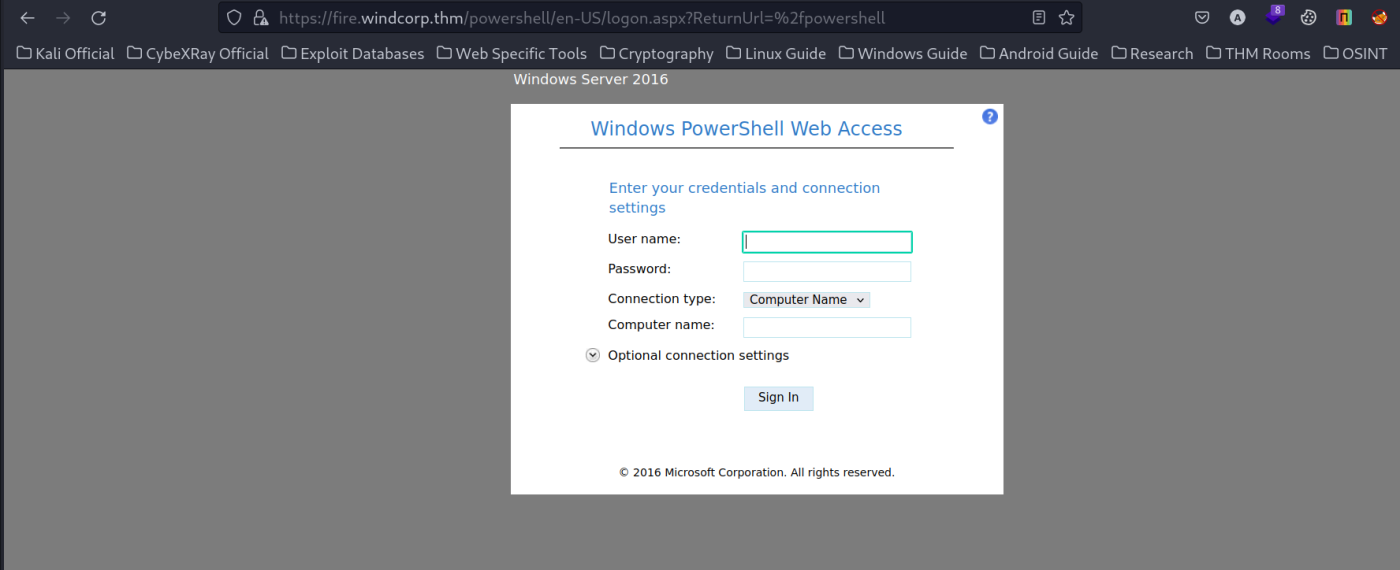 https://fire.windcorp.thm/powershell/en-US/logon.aspx?ReturnUrl=%2fpowershell
8
A
Kali Official CybeXRay Official Exploit Databases Web Specific Tools Cryptography Linux Guide Windows Guide Android Guide Research THM Rooms OSINT
Windows Server 2016
?
Windows PowerShell Web Access
Enter your credentials and connection
settings
User name:
Password:
Connection type: Computer Name
Computer name:
Optional connection settings
Sign In
© 2016 Microsoft Corporation. All rights reserved.